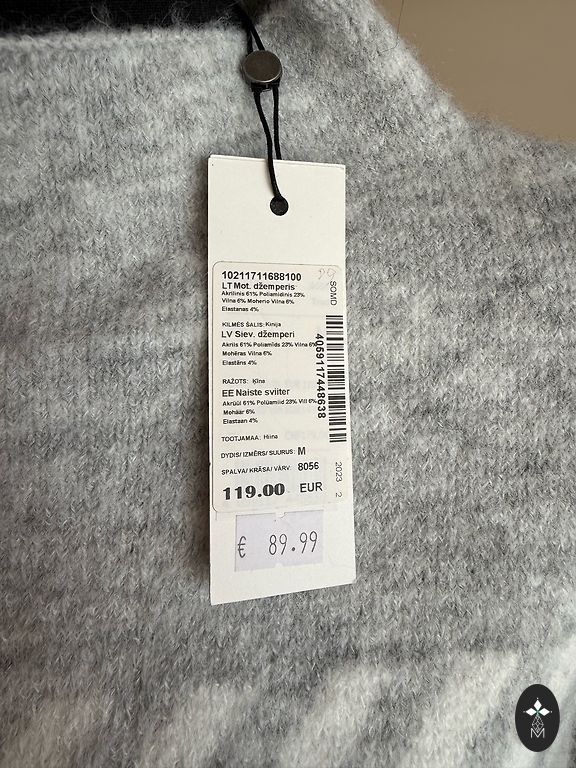 10211711688100
LT Mot. džemperis
Akrilinis 61% Poliamidinis 23%
Vilna 6% Moherio Vilna 6%
Elastanas 4%
KILMĖS ŠALIS: Kinija
LV Siev. džemperi
Akrils 61% Poliamīds 23% Vilna 6%
Mohēras Vilna 6%
Elastāns 4%
RAŽOTS: Ķīna
EE Naiste sviiter
Akrüül 61% Polüamiid 23% Vill 6%
Mohäär 6%
Elastaan 4%
TOOTJAMAA: Hiina
DYDIS/ IZMĒRS/ SUURUS: M
SPALVA/ KRĀSA/ VÄRV: 8056
119.00 EUR
SOMD
4059117448638
2023 2
€ 89.99
M